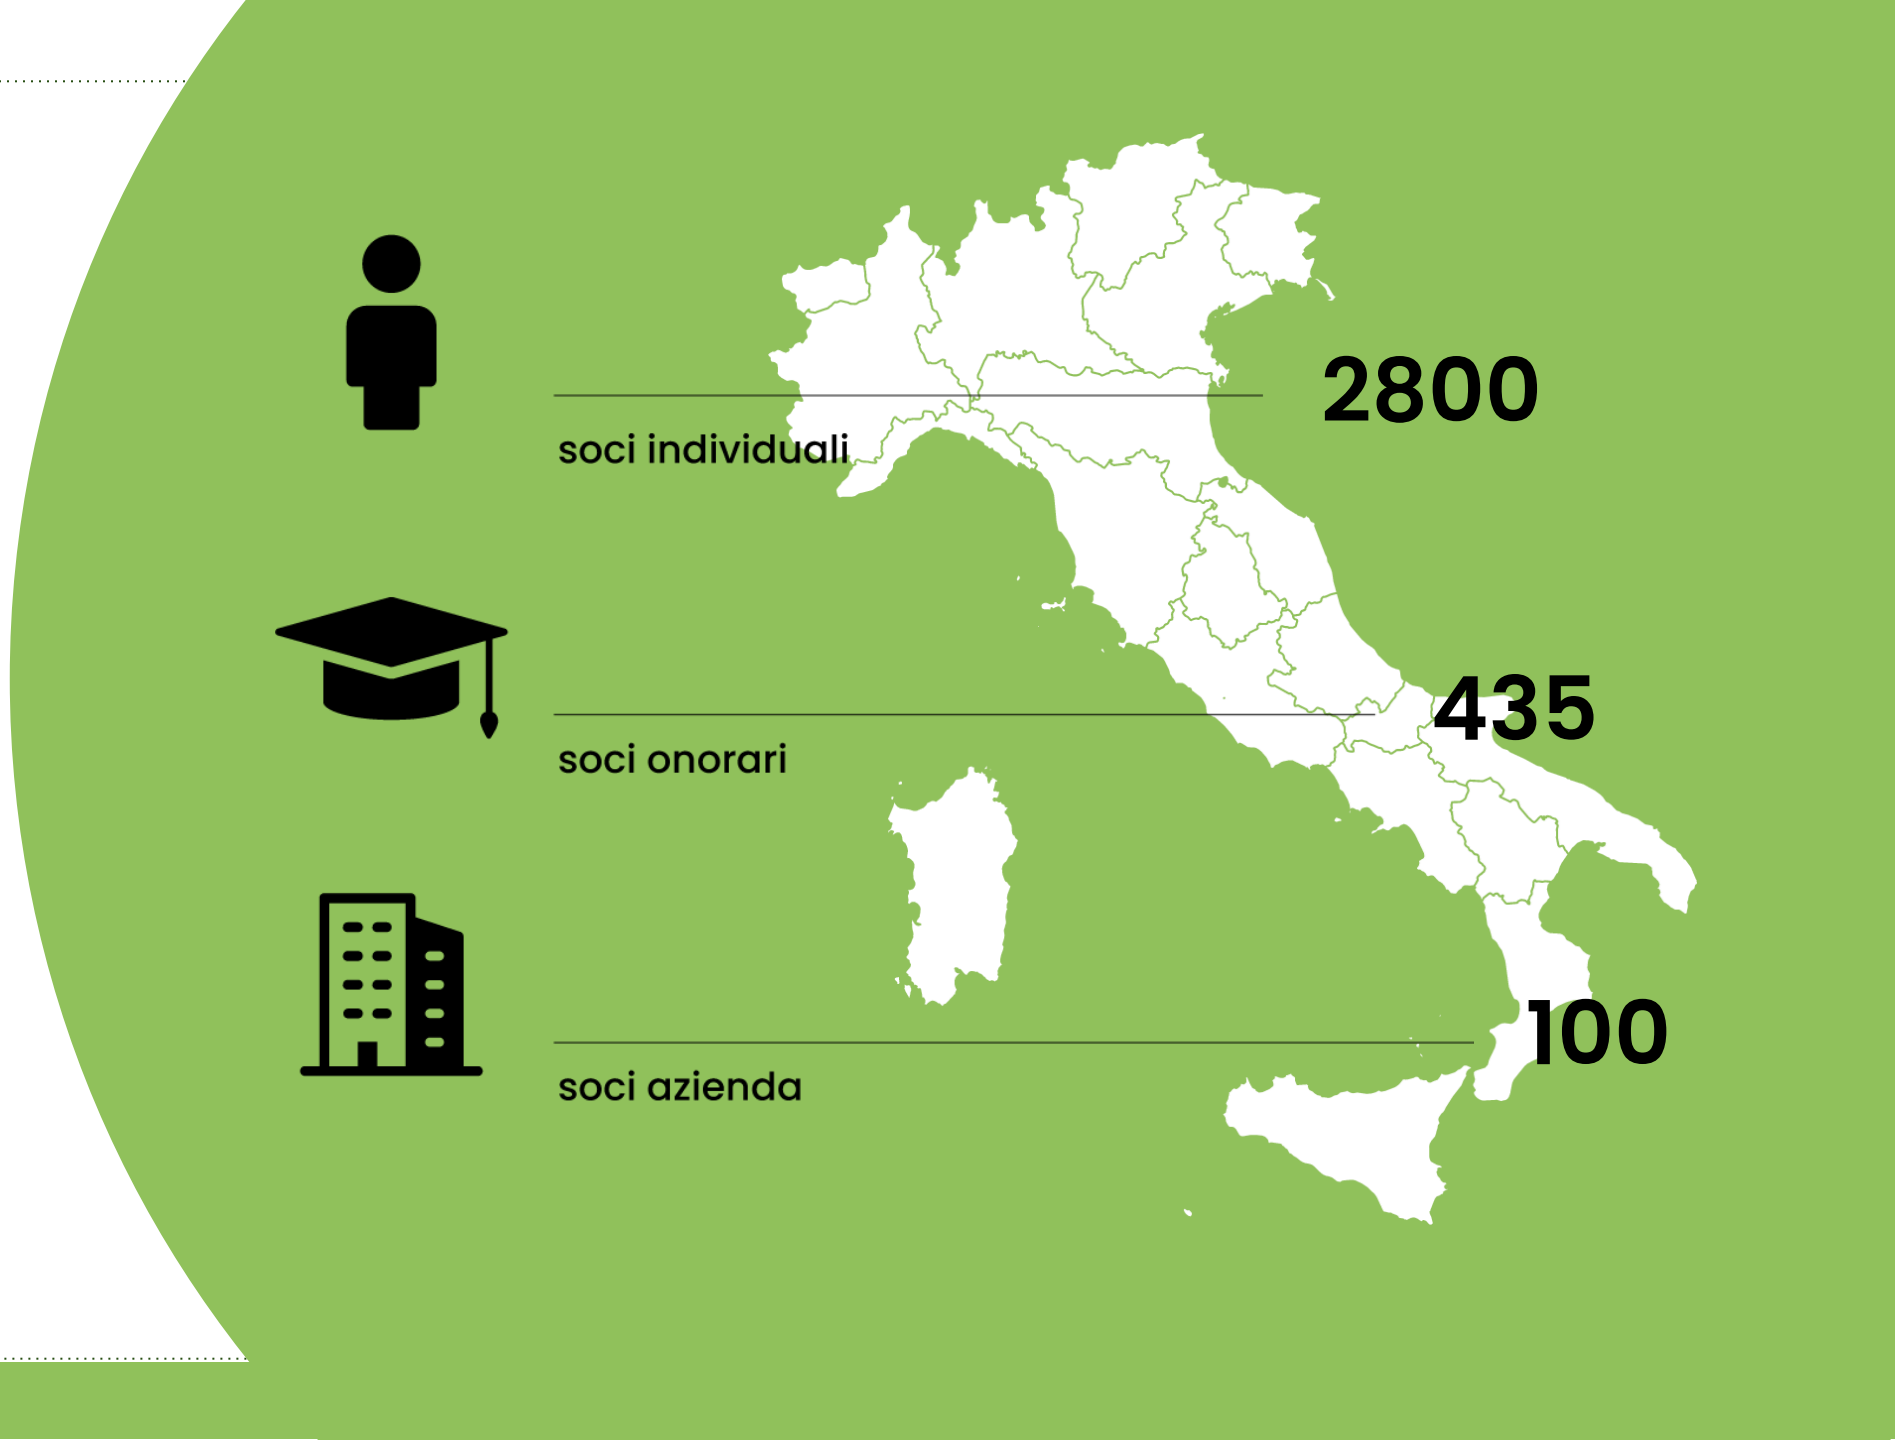 2800
soci individuali
435
soci onorari
100
soci azienda